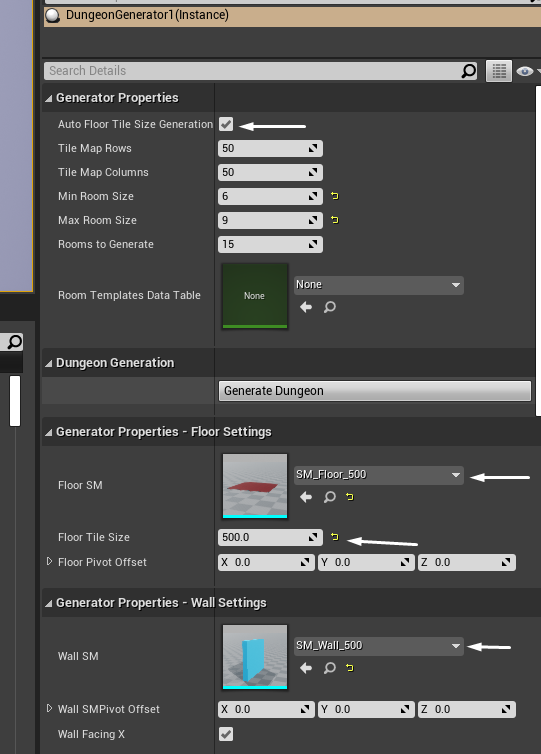 DungeonGenerator1(Instance)
Search Details
Generator Properties
Auto Floor Tile Size Generation
Tile Map Rows 50
Tile Map Columns 50
Min Room Size 6
Max Room Size 9
Rooms to Generate 15
Room Templates Data Table None None
Dungeon Generation
Generate Dungeon
Generator Properties - Floor Settings
Floor SM SM_Floor_500
Floor Tile Size 500.0
Floor Pivot Offset X 0.0 Y 0.0 Z 0.0
Generator Properties - Wall Settings
Wall SM SM_Wall_500
Wall SMPivot Offset X 0.0 Y 0.0 Z 0.0
Wall Facing X